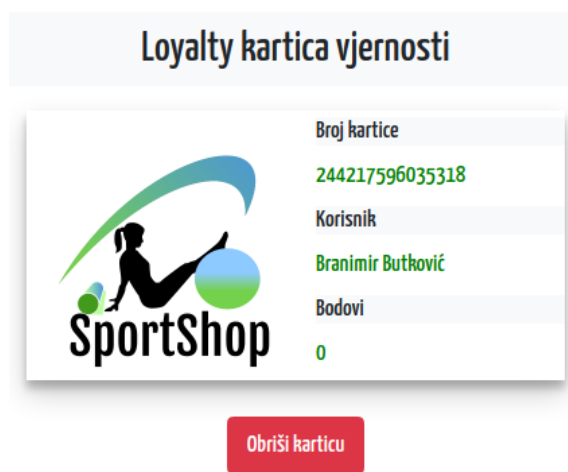 Loyalty kartica vjernosti
Broj kartice
244217596035318
Korisnik
Branimir Butković
Bodovi
0
SportShop
Obriši karticu